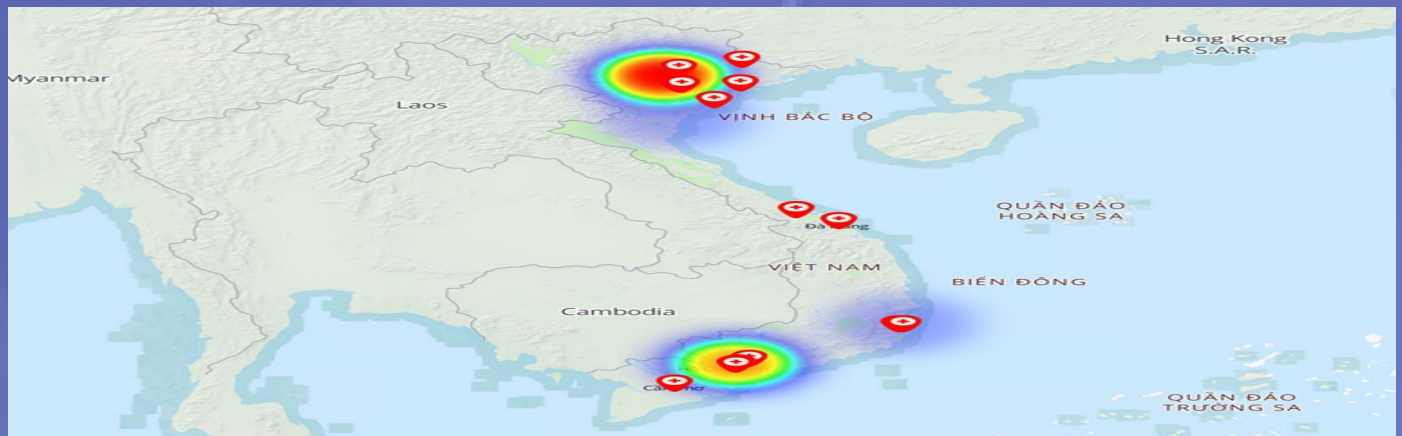 Hong Kong
S.A.R.
Myanmar
Laos
VỊNH BẮC BỘ
QUẦN ĐẢO
HOÀNG SA
VIỆT NAM
BIỂN ĐÔNG
Cambodia
QUẦN ĐẢO
TRƯỜNG SA